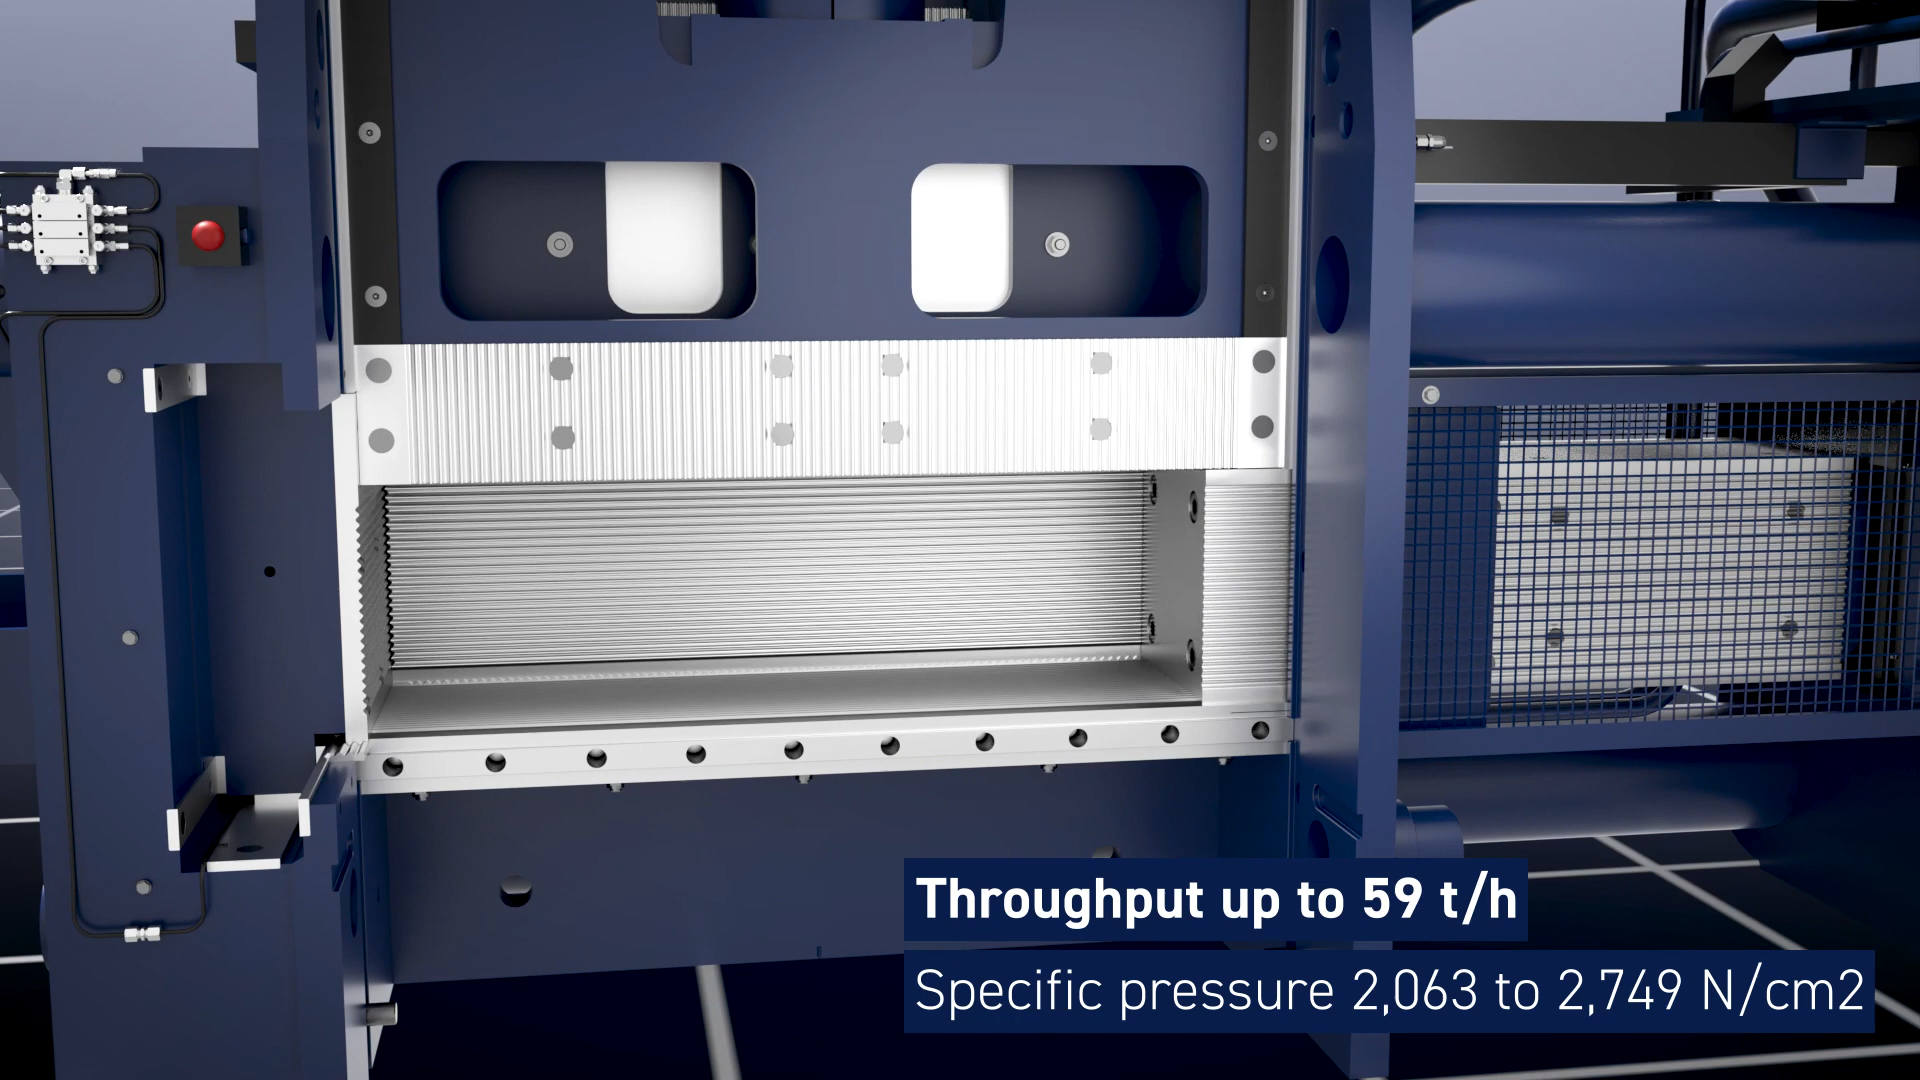 Throughput up to 59 t/h
Specific pressure 2,063 to 2,749 N/cm2